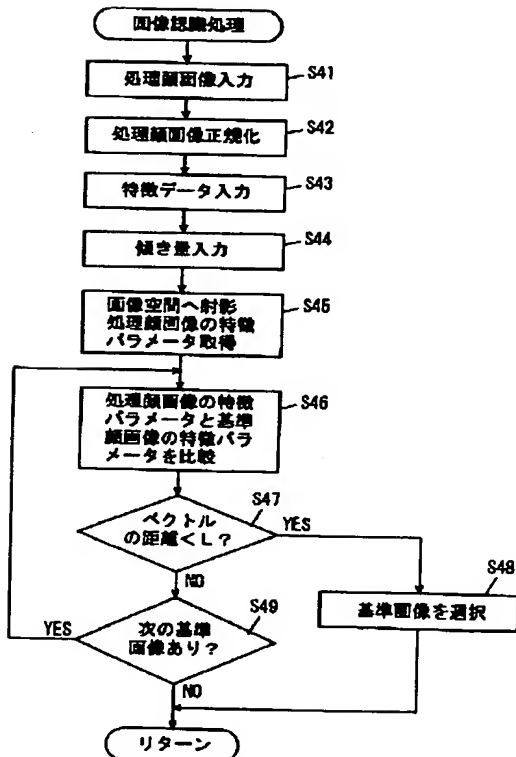 画像認識処理
処理顔画像入力
S41
処理顔画像正規化
S42
特徴データ入力
S43
傾き量入力
S44
画像空間へ射影
処理顔画像の特徴
パラメータ取得
S45
処理顔画像の特徴
パラメータと基準
顔画像の特徴パラ
メータを比較
S46
ベクトル
の距離<L?
S47
YES
NO
基準画像を選択
S48
次の基準
画像あり?
S49
YES
NO
リターン